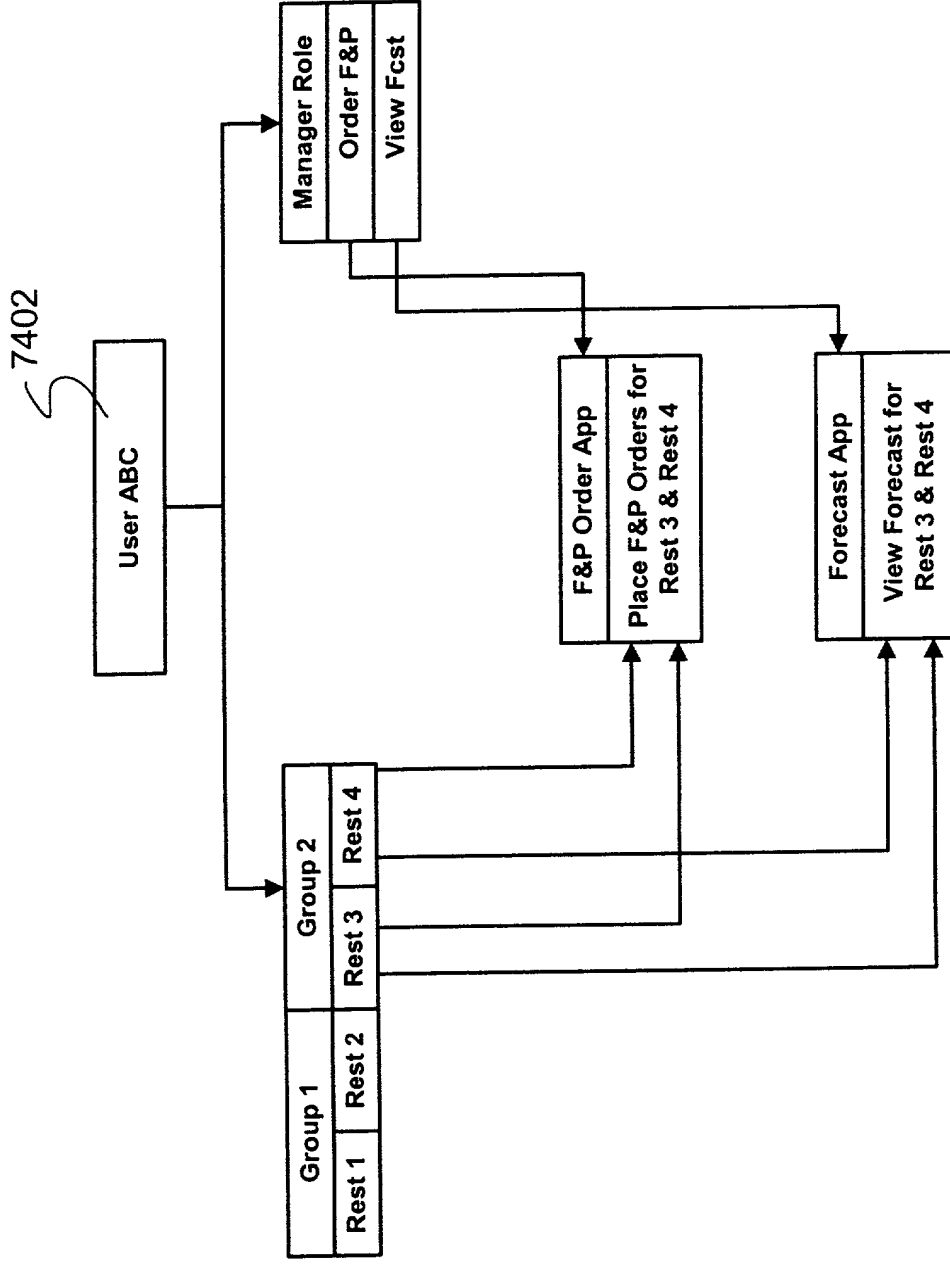 7402
User ABC
Group 1
Group 2
Rest 1
Rest 2
Rest 3
Rest 4
Manager Role
Order F&P
View Fcst
F&P Order App
Place F&P Orders for
Rest 3 & Rest 4
Forecast App
View Forecast for
Rest 3 & Rest 4